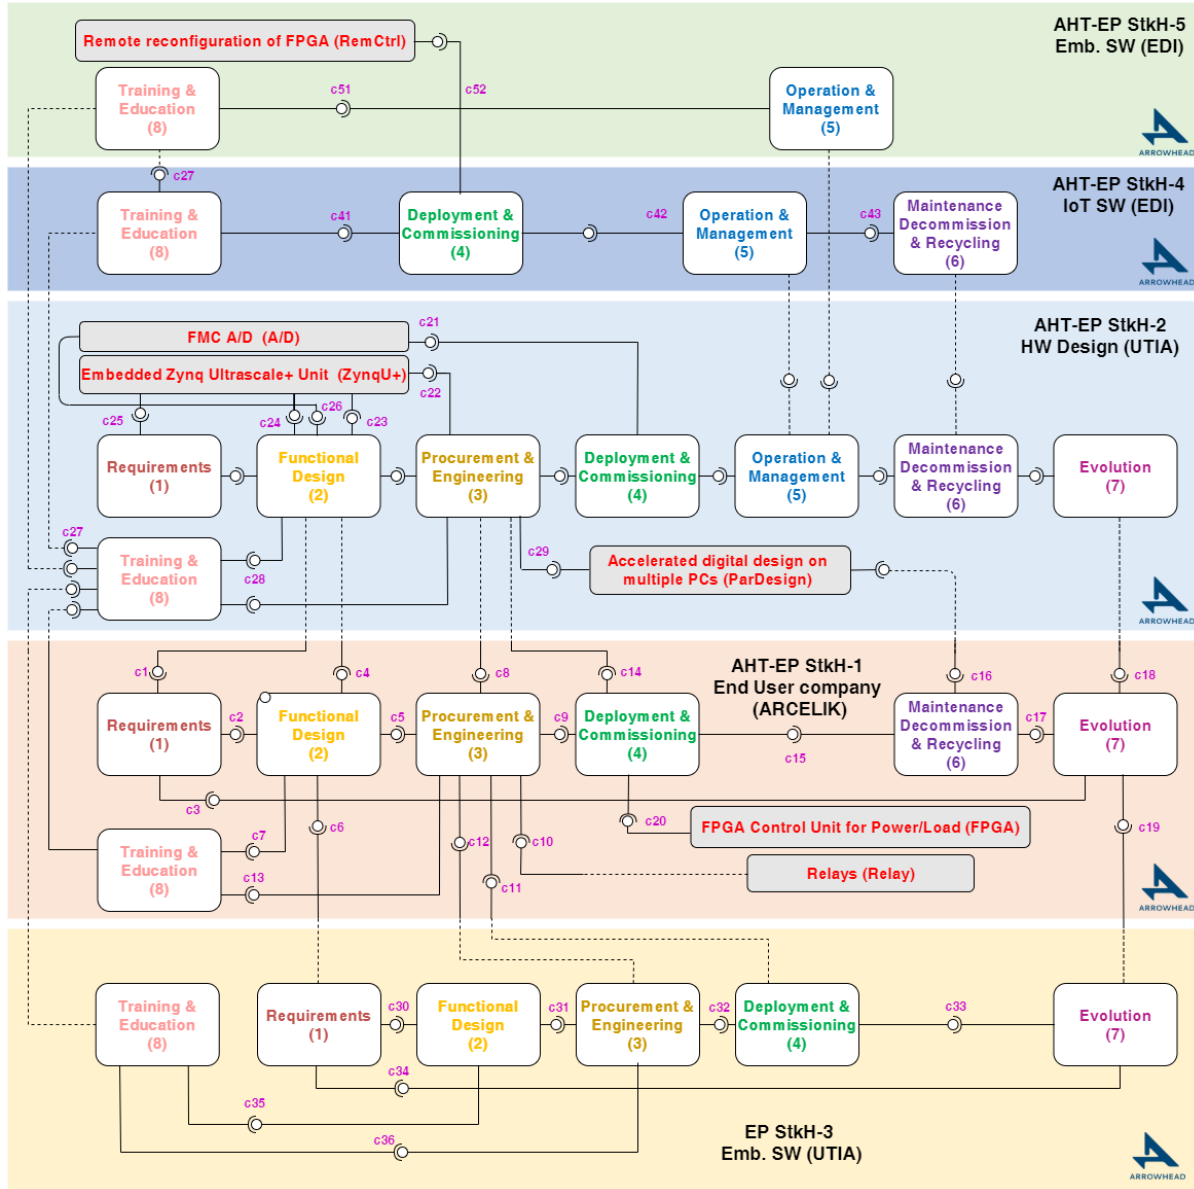 AHT-EP StkH-5
Emb. SW (EDI)
Remote reconfiguration of FPGA (RemCtrl)
Training &
Education
(8)
c51
c52
Operation &
Management
(5)
ARROWHEAD
c27
AHT-EP StkH-4
IoT SW (EDI)
Training &
Education
(8)
c41
Deployment &
Commissioning
(4)
c42
Operation &
Management
(5)
c43
Maintenance
Decommission
& Recycling
(6)
ARROWHEAD
AHT-EP StkH-2
HW Design (UTIA)
FMC A/D (A/D)
c21
Embedded Zynq Ultrascale+ Unit (ZynqU+)
c22
c25
c24
c26
c23
Requirements
(1)
Functional
Design
(2)
Procurement &
Engineering
(3)
Deployment &
Commissioning
(4)
Operation &
Management
(5)
Maintenance
Decommission
& Recycling
(6)
Evolution
(7)
c27
Training &
Education
(8)
c28
c29
Accelerated digital design on
multiple PCs (ParDesign)
ARROWHEAD
AHT-EP StkH-1
End User company
(ARCELIK)
c1
c4
c8
c14
c16
c18
Requirements
(1)
c2
Functional
Design
(2)
c5
Procurement &
Engineering
(3)
c9
Deployment &
Commissioning
(4)
c15
Maintenance
Decommission
& Recycling
(6)
c17
Evolution
(7)
c3
c7
c6
c12
c10
c20
FPGA Control Unit for Power/Load (FPGA)
c19
Training &
Education
(8)
c13
c11
Relays (Relay)
ARROWHEAD
Training &
Education
(8)
Requirements
(1)
c30
Functional
Design
(2)
c31
Procurement &
Engineering
(3)
c32
Deployment &
Commissioning
(4)
c33
Evolution
(7)
c34
c35
c36
EP StkH-3
Emb. SW (UTIA)
ARROWHEAD